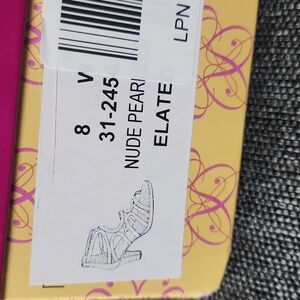 8
31-245
NUDE PEARL
ELATE
LPN